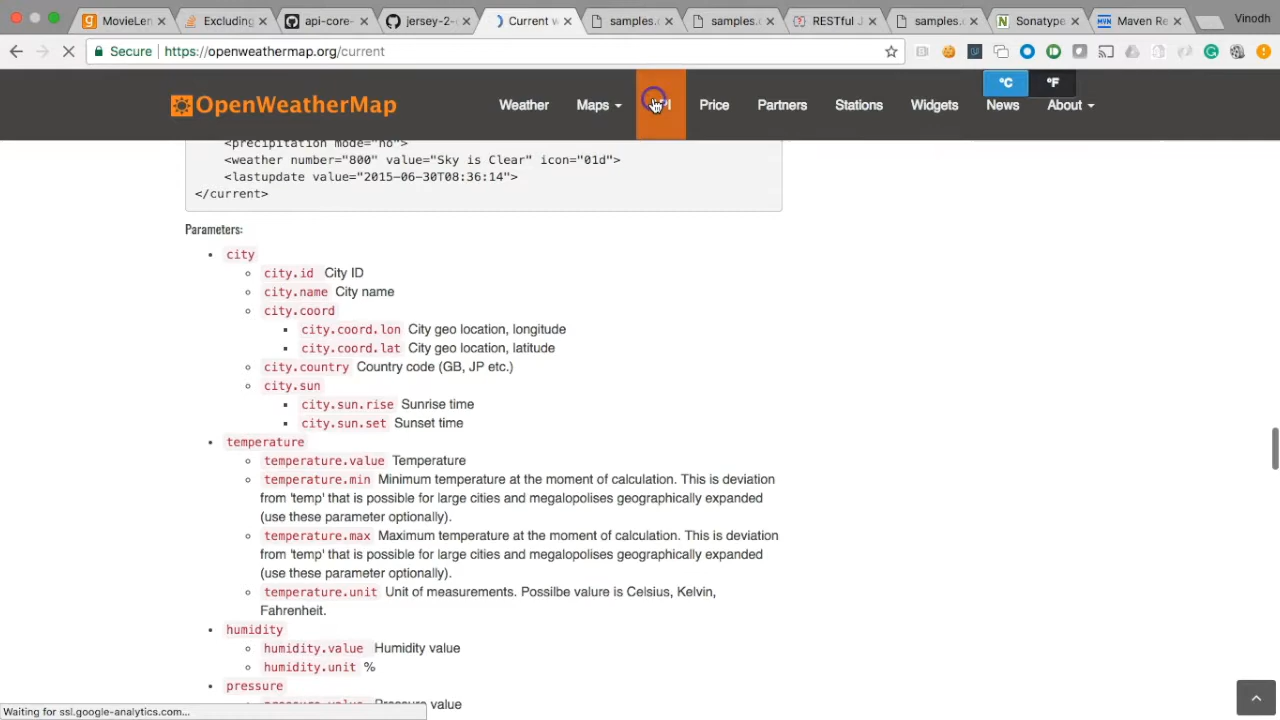 MovieLen
Excluding
api-core-
jersey-2-
Current w
samples.c
samples.c
RESTful J
samples.c
Sonatype
Maven Re
Vinodh
Secure
https://openweathermap.org/current
OpenWeatherMap
Weather
Maps
Price
Partners
Stations
Widgets
News
About
°C
°F
<precipitation mode="no">
<weather number="800" value="Sky is Clear" icon="01d">
<lastupdate value="2015-06-30T08:36:14">
</current>
Parameters:
city
city.id City ID
city.name City name
city.coord
city.coord.lon City geo location, longitude
city.coord.lat City geo location, latitude
city.country Country code (GB, JP etc.)
city.sun
city.sun.rise Sunrise time
city.sun.set Sunset time
temperature
temperature.value Temperature
temperature.min Minimum temperature at the moment of calculation. This is deviation
from 'temp' that is possible for large cities and megalopolises geographically expanded
(use these parameter optionally).
temperature.max Maximum temperature at the moment of calculation. This is deviation
from 'temp' that is possible for large cities and megalopolises geographically expanded
(use these parameter optionally).
temperature.unit Unit of measurements. Possilbe valure is Celsius, Kelvin,
Fahrenheit.
humidity
humidity.value Humidity value
humidity.unit %
pressure
pressure.value Pressure value
Waiting for ssl.google-analytics.com...